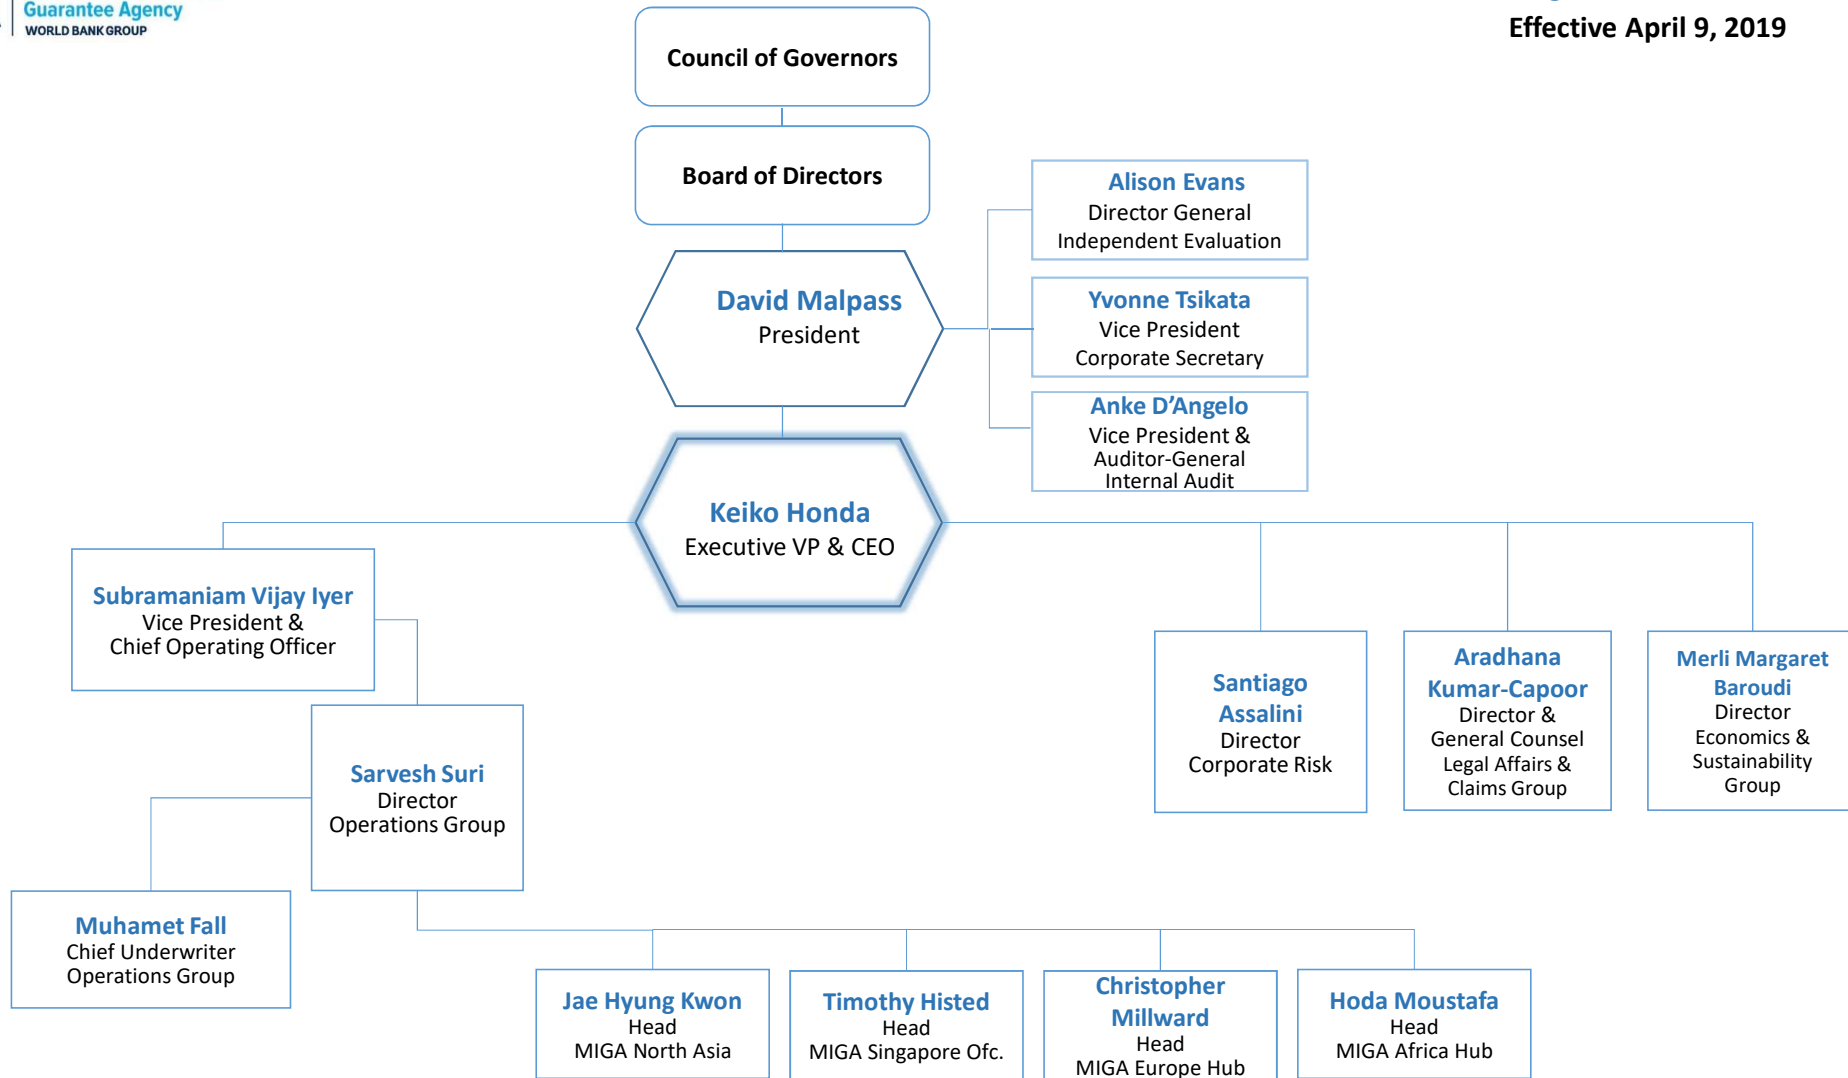 Guarantee Agency
WORLD BANK GROUP
Effective April 9, 2019
Council of Governors
Board of Directors
David Malpass
President
Alison Evans
Director General
Independent Evaluation
Yvonne Tsikata
Vice President
Corporate Secretary
Anke D’Angelo
Vice President &
Auditor-General
Internal Audit
Keiko Honda
Executive VP & CEO
Subramaniam Vijay Iyer
Vice President &
Chief Operating Officer
Sarvesh Suri
Director
Operations Group
Muhamet Fall
Chief Underwriter
Operations Group
Santiago
Assalini
Director
Corporate Risk
Aradhana
Kumar-Capoor
Director &
General Counsel
Legal Affairs &
Claims Group
Merli Margaret
Baroudi
Director
Economics &
Sustainability
Group
Jae Hyung Kwon
Head
MIGA North Asia
Timothy Histed
Head
MIGA Singapore Ofc.
Christopher
Millward
Head
MIGA Europe Hub
Hoda Moustafa
Head
MIGA Africa Hub